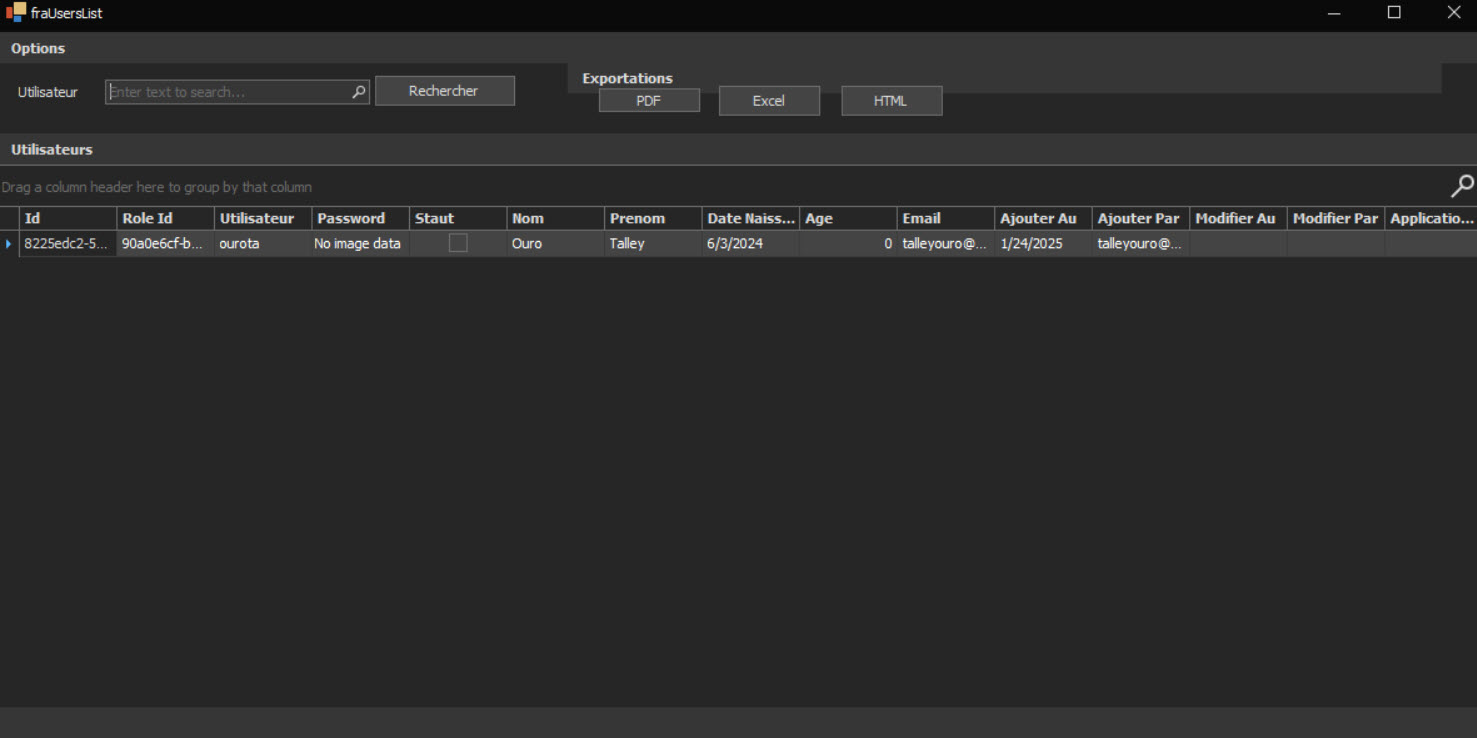 fraUsersList
Options
Utilisateur Enter text to search... Rechercher
Exportations
PDF Excel HTML
Utilisateurs
Drag a column header here to group by that column
Id Role Id Utilisateur Password Staut Nom Prenom Date Naiss... Age Email Ajouter Au Ajouter Par Modifier Au Modifier Par Applicatio...
8225edc2-5... 90a0e6cf-b... ourota No image data Ouro Talley 6/3/2024 0 talleyouro@... 1/24/2025 talleyouro@...